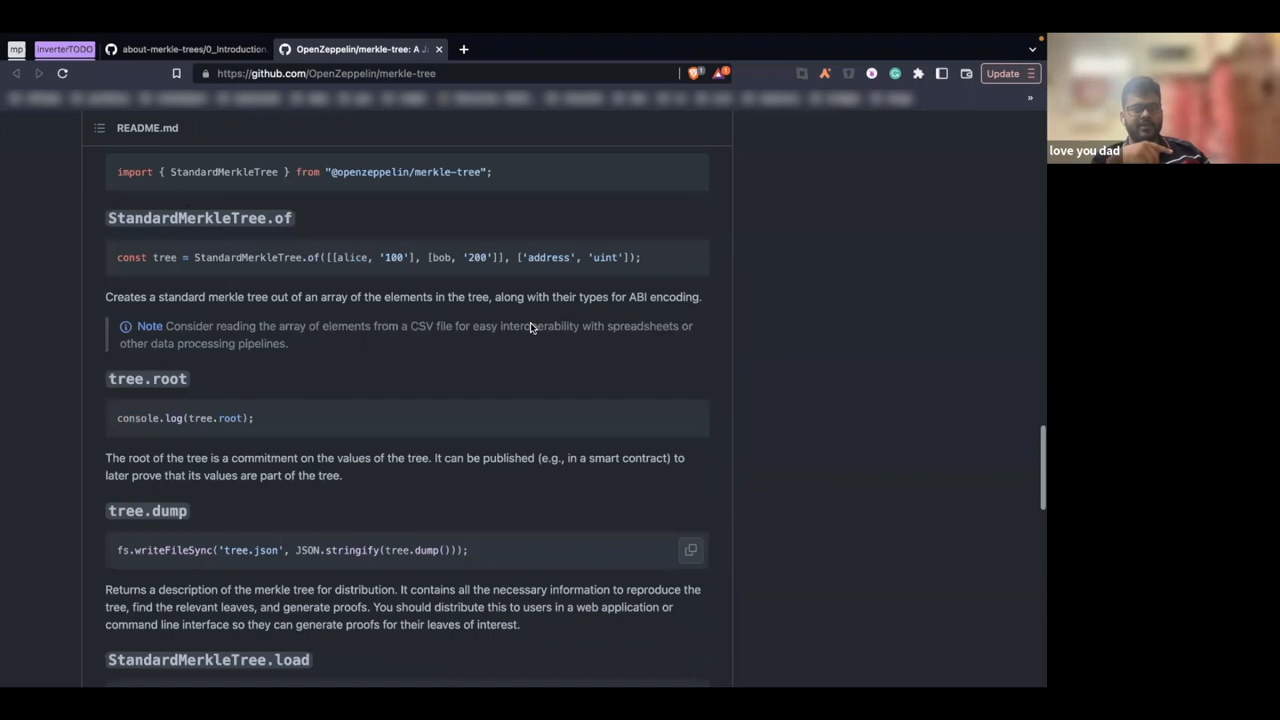 mp
inverterTODO
about-merkle-trees/0_Introduction
OpenZeppelin/merkle-tree: A J
https://github.com/OpenZeppelin/merkle-tree
1
1
Update
README.md
import { StandardMerkleTree } from "@openzeppelin/merkle-tree";
StandardMerkleTree.of
const tree = StandardMerkleTree.of([[alice, '100'], [bob, '200']], ['address', 'uint']);
Creates a standard merkle tree out of an array of the elements in the tree, along with their types for ABI encoding.
Note Consider reading the array of elements from a CSV file for easy interoperability with spreadsheets or
other data processing pipelines.
tree.root
console.log(tree.root);
The root of the tree is a commitment on the values of the tree. It can be published (e.g., in a smart contract) to
later prove that its values are part of the tree.
tree.dump
fs.writeFileSync('tree.json', JSON.stringify(tree.dump()));
Returns a description of the merkle tree for distribution. It contains all the necessary information to reproduce the
tree, find the relevant leaves, and generate proofs. You should distribute this to users in a web application or
command line interface so they can generate proofs for their leaves of interest.
StandardMerkleTree.load
love you dad